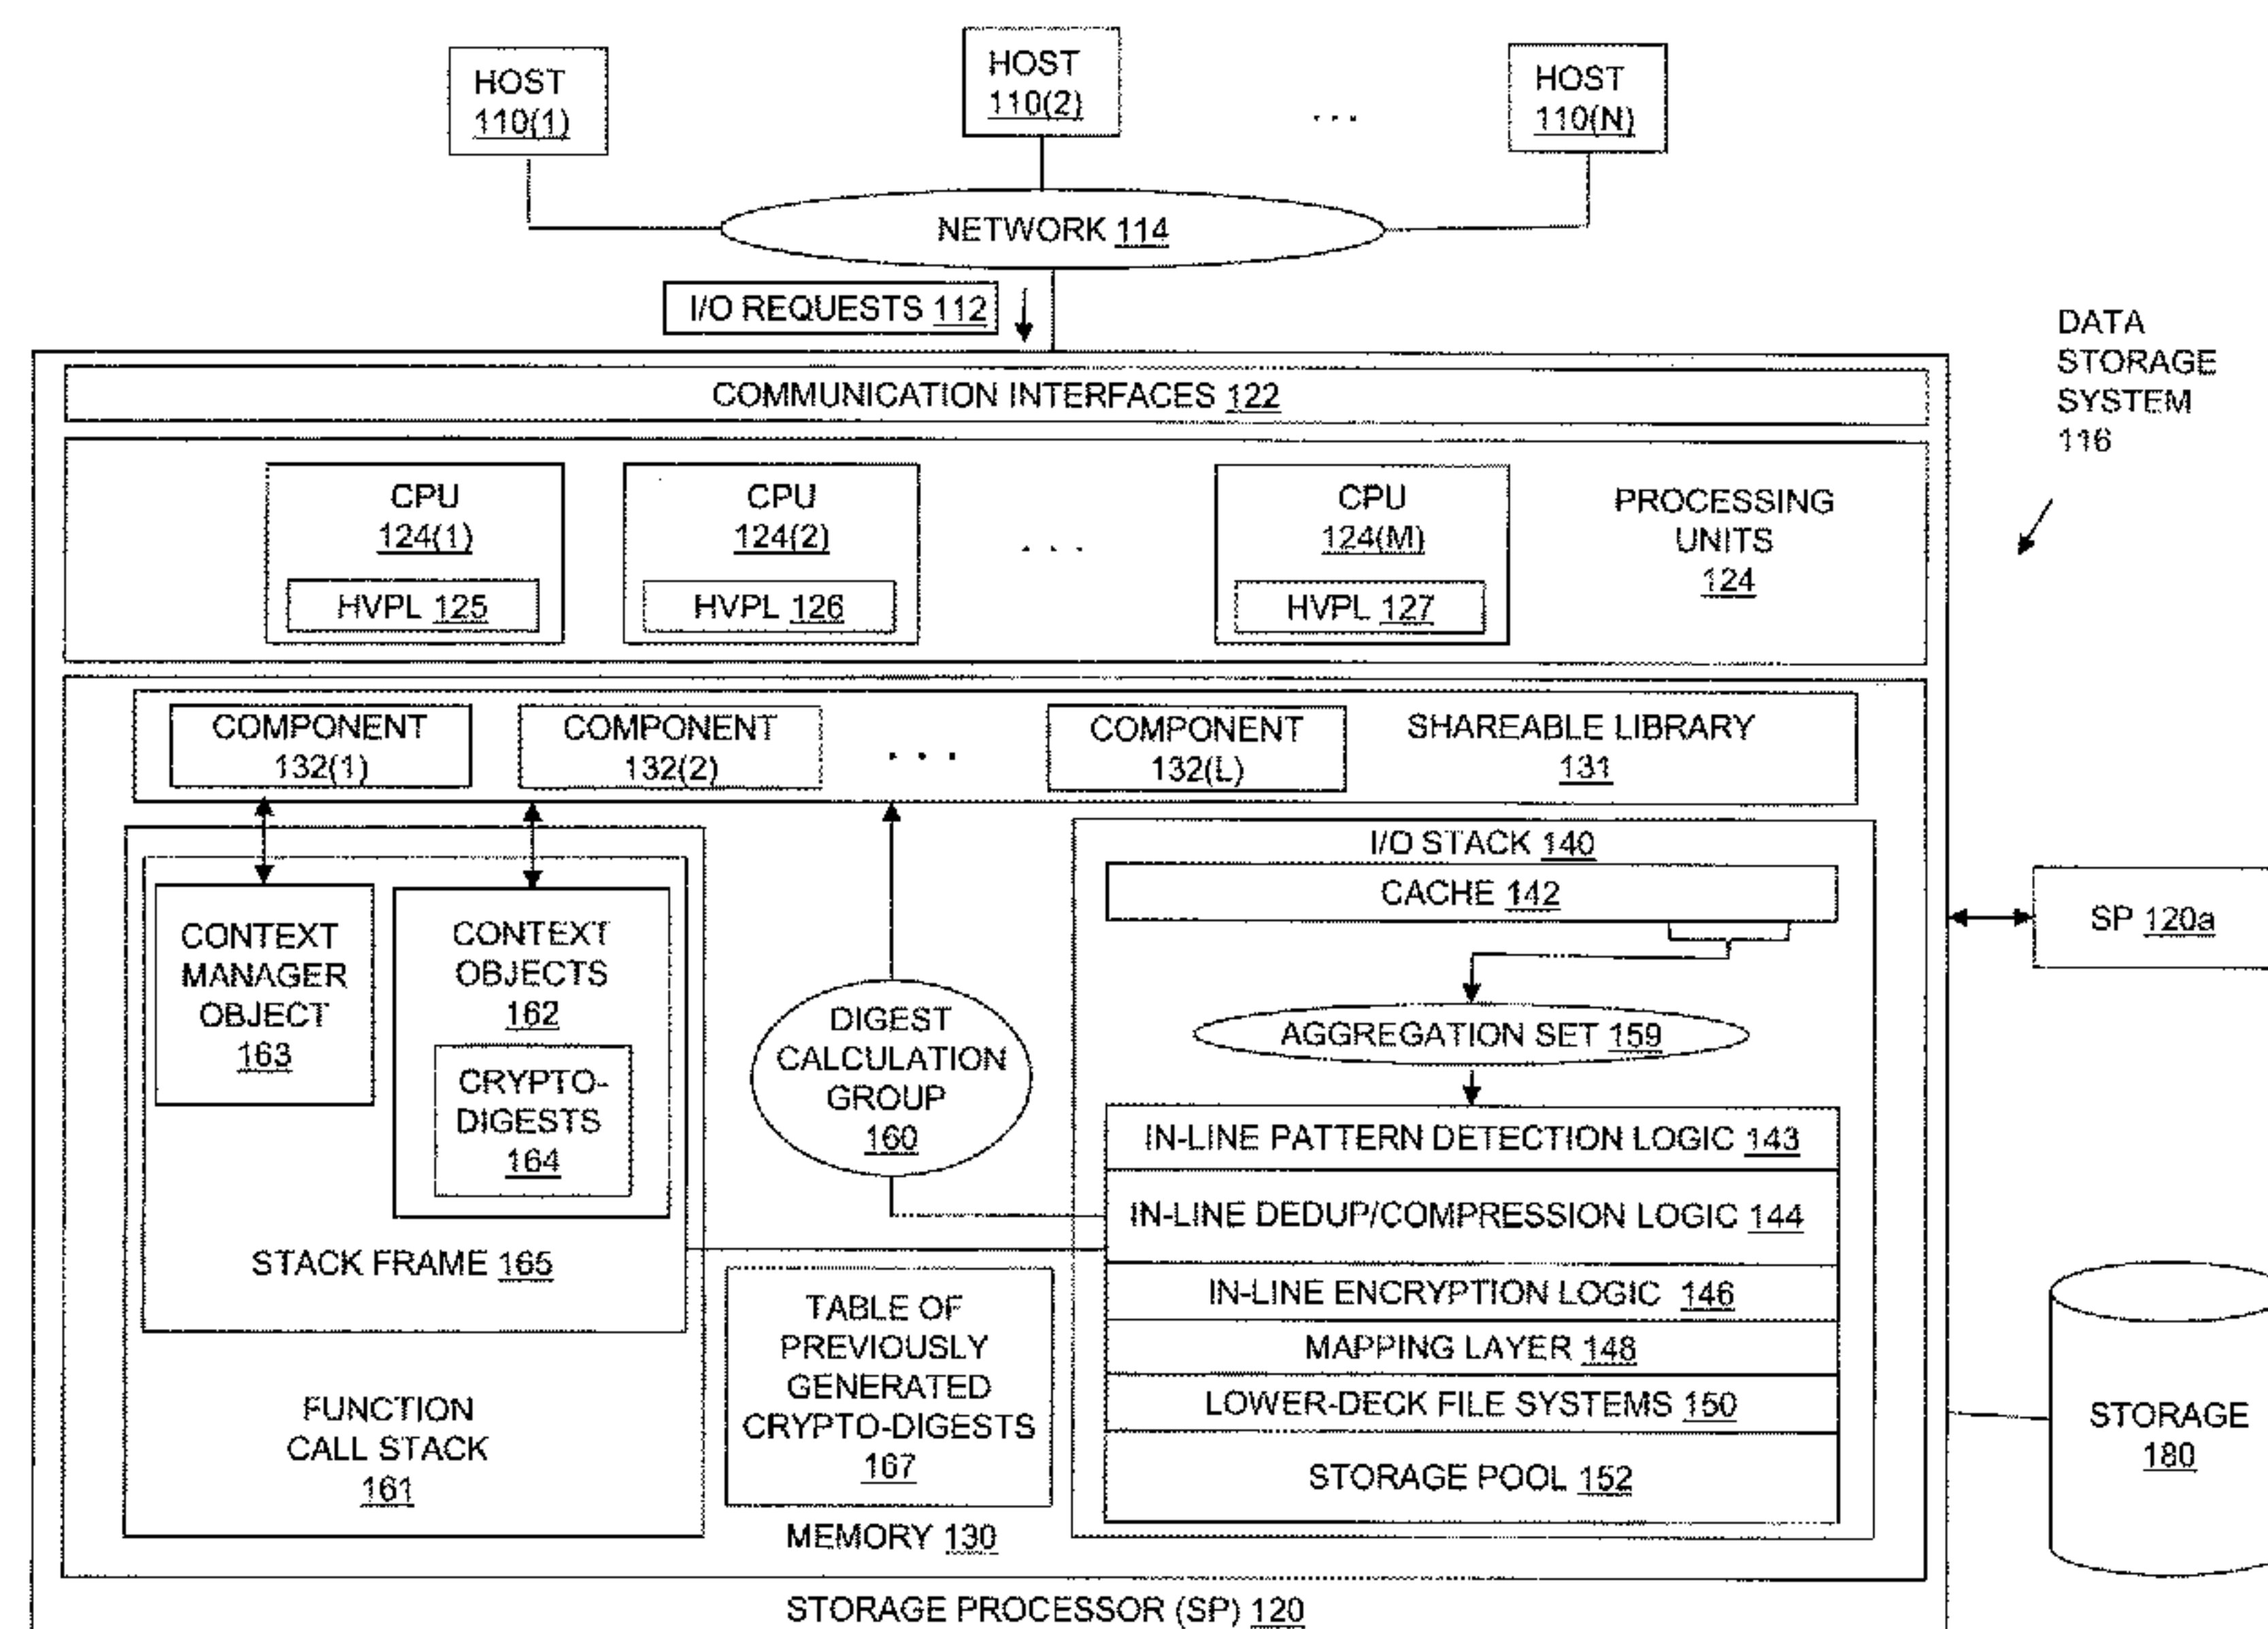 HOST
110(1)
HOST
110(2)
. . .
HOST
110(N)
NETWORK 114
I/O REQUESTS 112
DATA
STORAGE
SYSTEM
116
COMMUNICATION INTERFACES 122
CPU
124(1)
HVPL 125
CPU
124(2)
HVPL 126
. . .
CPU
124(M)
HVPL 127
PROCESSING
UNITS
124
COMPONENT
132(1)
COMPONENT
132(2)
. . .
COMPONENT
132(L)
SHAREABLE LIBRARY
131
CONTEXT
MANAGER
OBJECT
163
CONTEXT
OBJECTS
162
CRYPTO-
DIGESTS
164
STACK FRAME 165
FUNCTION
CALL STACK
161
DIGEST
CALCULATION
GROUP
160
TABLE OF
PREVIOUSLY
GENERATED
CRYPTO-DIGESTS
167
MEMORY 130
I/O STACK 140
CACHE 142
AGGREGATION SET 159
IN-LINE PATTERN DETECTION LOGIC 143
IN-LINE DEDUP/COMPRESSION LOGIC 144
IN-LINE ENCRYPTION LOGIC 146
MAPPING LAYER 148
LOWER-DECK FILE SYSTEMS 150
STORAGE POOL 152
SP 120a
STORAGE
180
STORAGE PROCESSOR (SP) 120